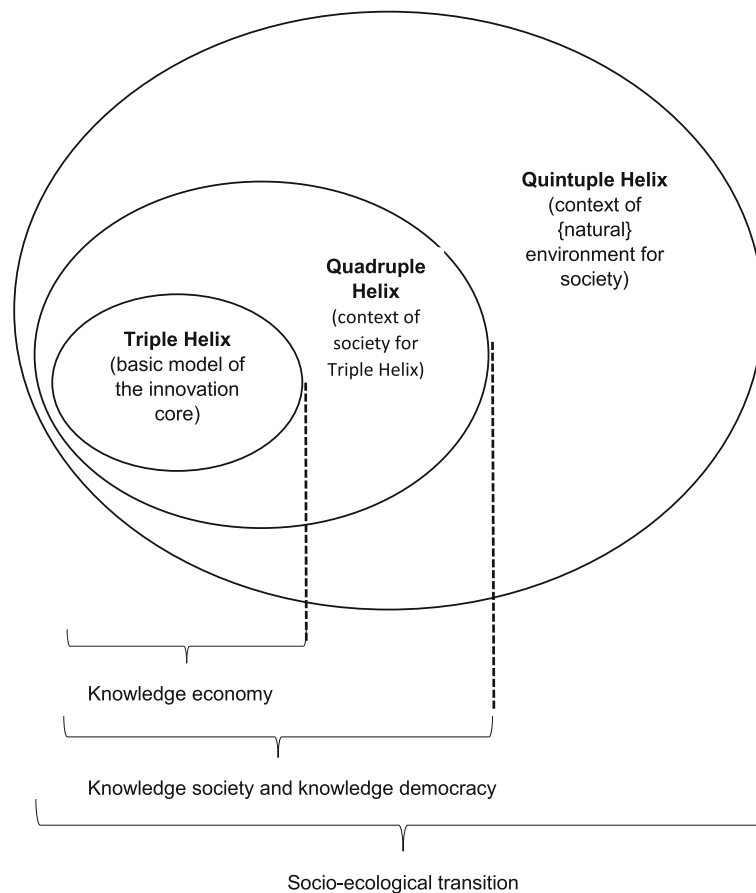 Quintuple Helix
(context of
{natural}
environment for
society)
Quadruple
Helix
(context of
society for
Triple Helix)
Triple Helix
(basic model of
the innovation
core)
Knowledge economy
Knowledge society and knowledge democracy
Socio-ecological transition